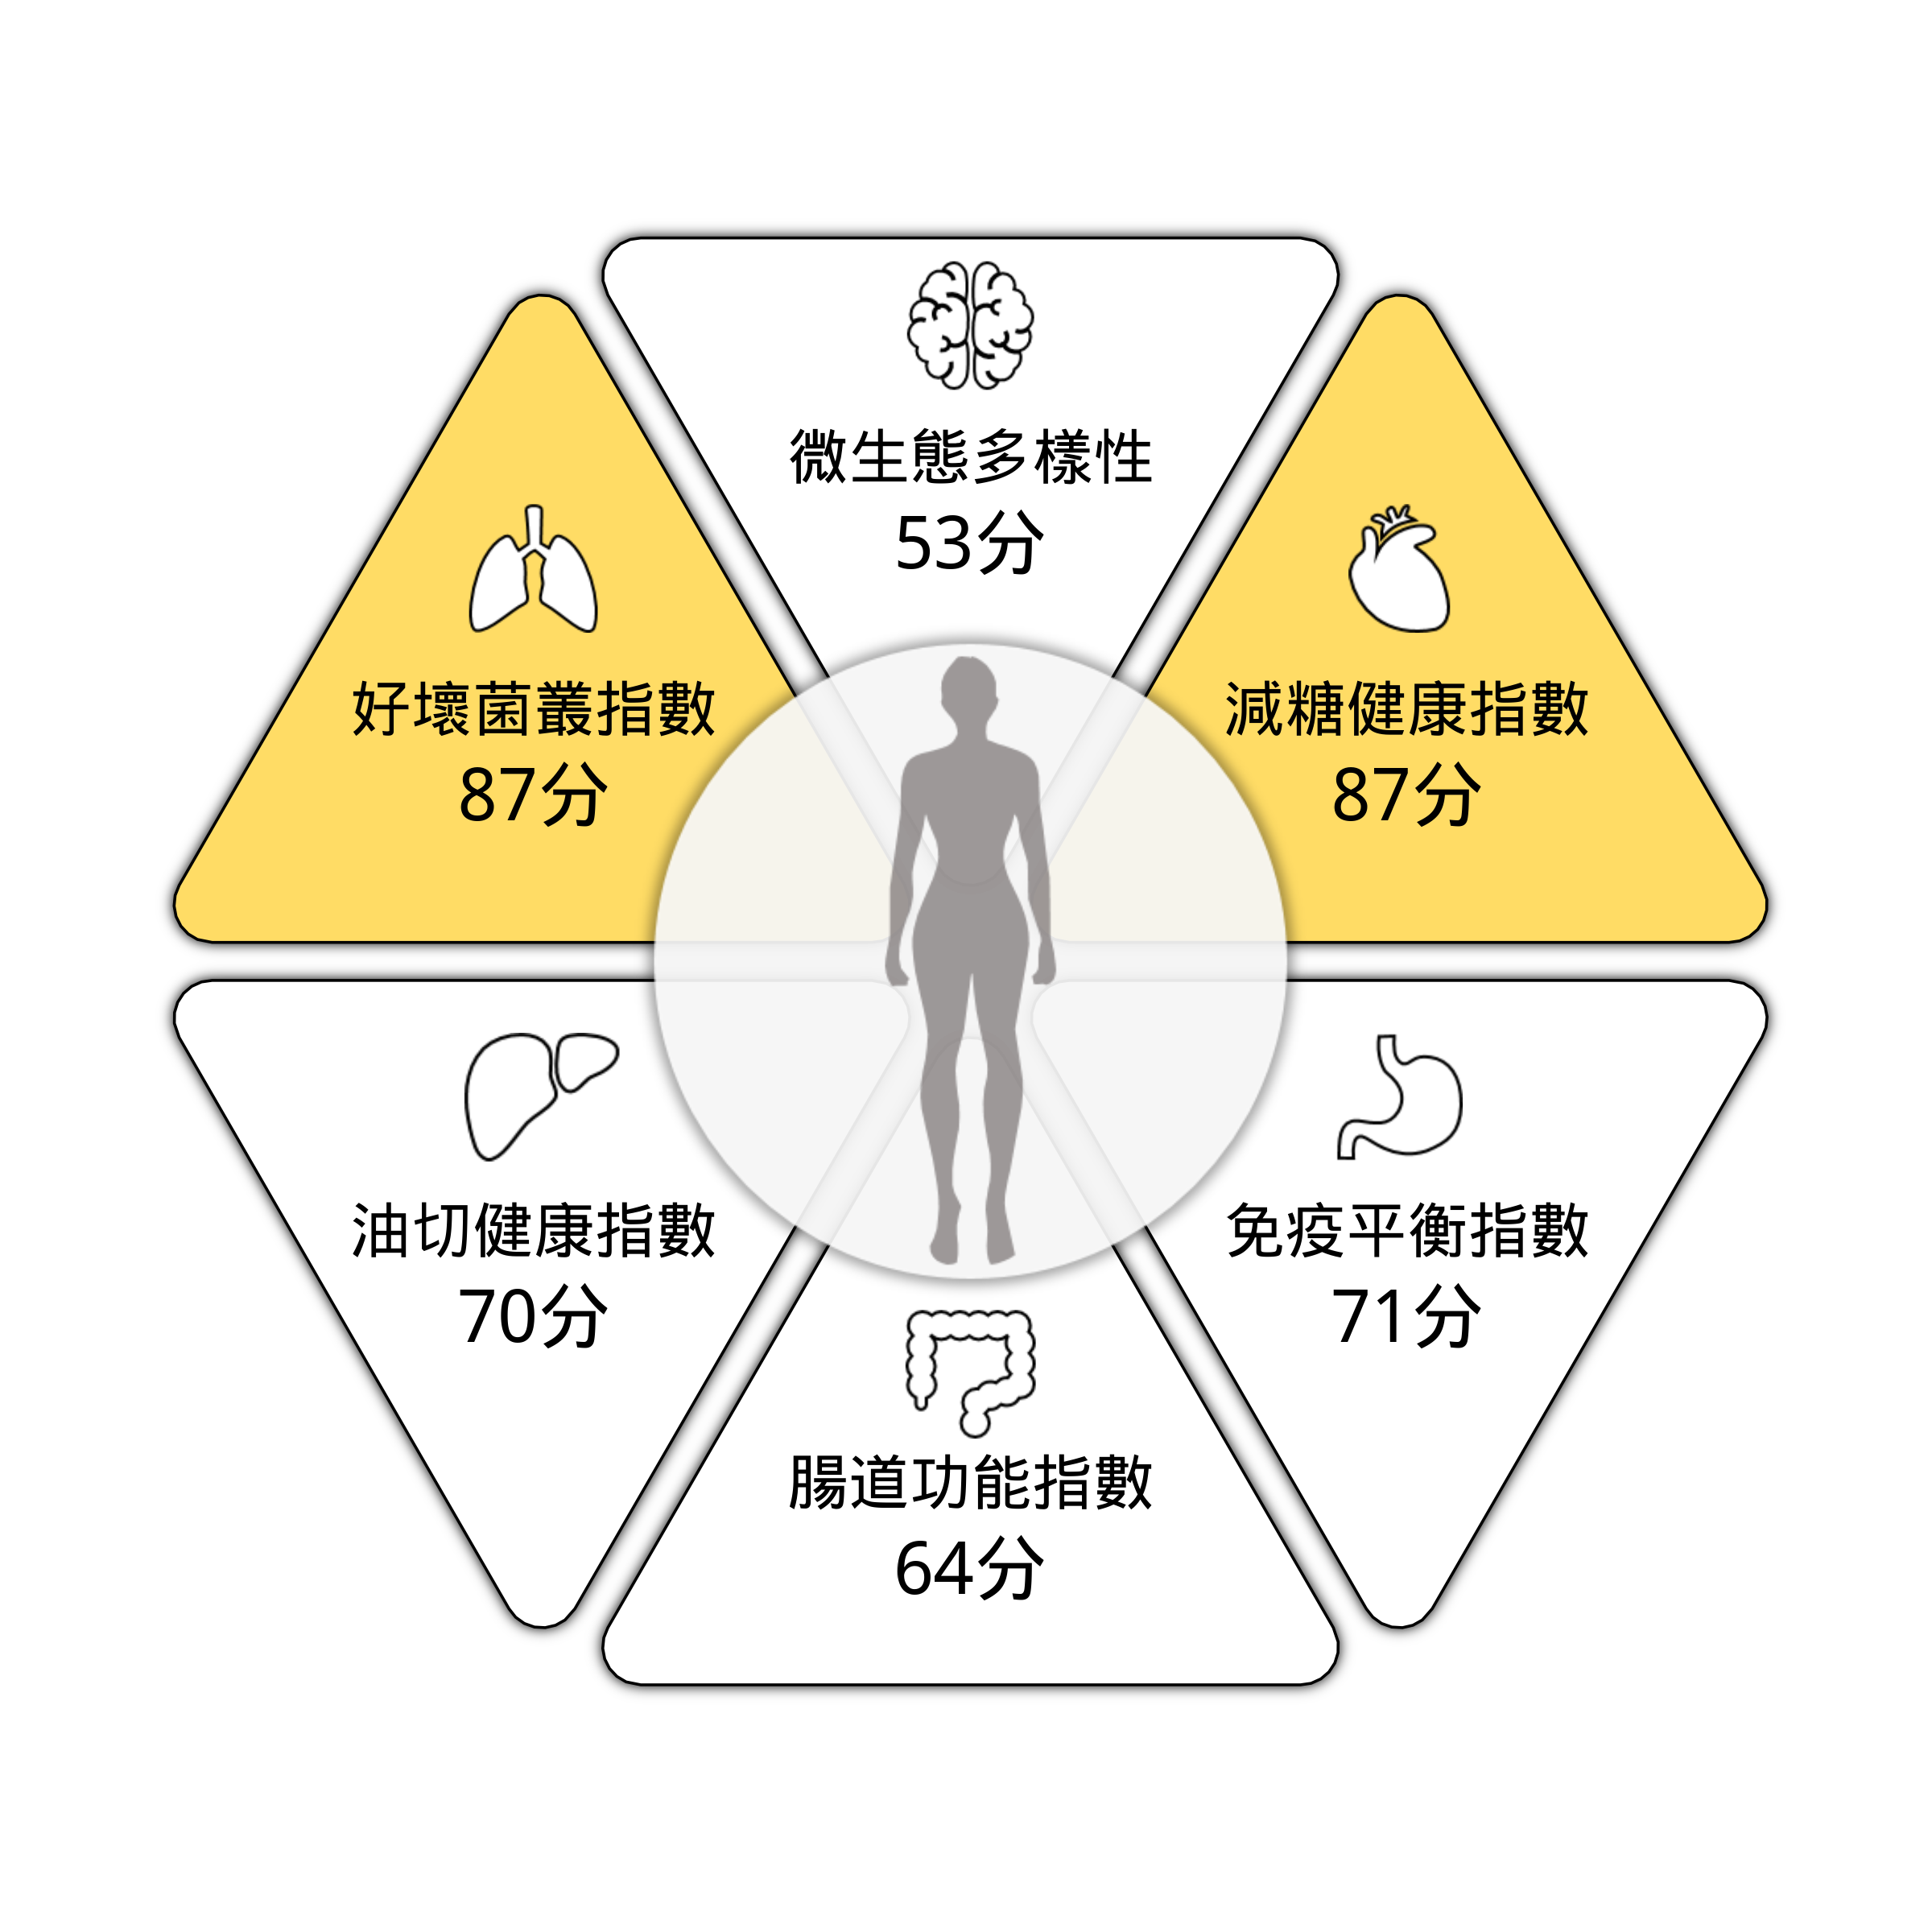 微生態多樣性
53分
好壞菌叢指數
87分
減糖健康指數
87分
油切健康指數
70分
免疫平衡指數
71分
腸道功能指數
64分